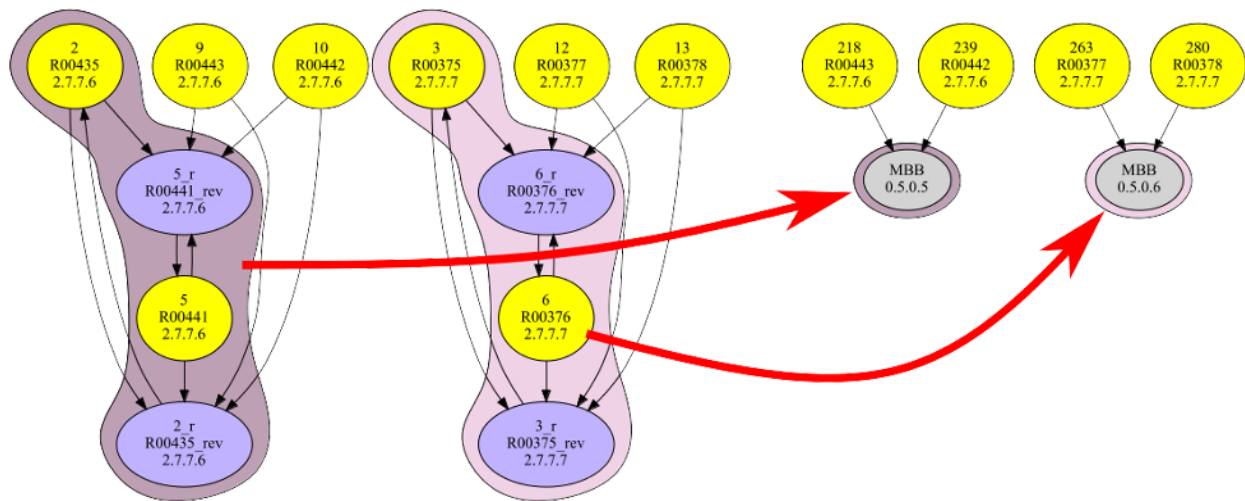 2
R00435
2.7.7.6
9
R00443
2.7.7.6
10
R00442
2.7.7.6
3
R00375
2.7.7.7
12
R00377
2.7.7.7
13
R00378
2.7.7.7
218
R00443
2.7.7.6
239
R00442
2.7.7.6
263
R00377
2.7.7.7
280
R00378
2.7.7.7
5_r
R00441_rev
2.7.7.6
6_r
R00376_rev
2.7.7.7
MBB
0.5.0.5
MBB
0.5.0.6
5
R00441
2.7.7.6
6
R00376
2.7.7.7
2_r
R00435_rev
2.7.7.6
3_r
R00375_rev
2.7.7.7